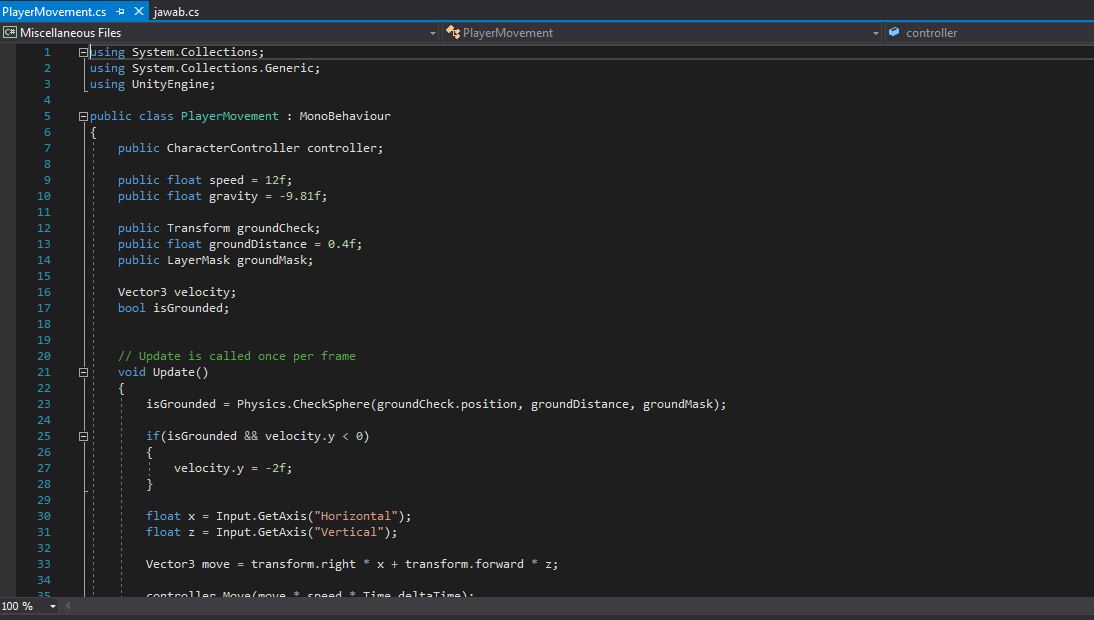 PlayerMovement.cs jawab.cs
C# Miscellaneous Files PlayerMovement controller
1 using System.Collections;
2 using System.Collections.Generic;
3 using UnityEngine;
4
5 public class PlayerMovement : MonoBehaviour
6 {
7 public CharacterController controller;
8
9 public float speed = 12f;
10 public float gravity = -9.81f;
11
12 public Transform groundCheck;
13 public float groundDistance = 0.4f;
14 public LayerMask groundMask;
15
16 Vector3 velocity;
17 bool isGrounded;
18
19
20 // Update is called once per frame
21 void Update()
22 {
23 isGrounded = Physics.CheckSphere(groundCheck.position, groundDistance, groundMask);
24
25 if(isGrounded && velocity.y < 0)
26 {
27 velocity.y = -2f;
28 }
29
30 float x = Input.GetAxis("Horizontal");
31 float z = Input.GetAxis("Vertical");
32
33 Vector3 move = transform.right * x + transform.forward * z;
34
35 controller.Move(move * speed * Time.deltaTime);
100 %